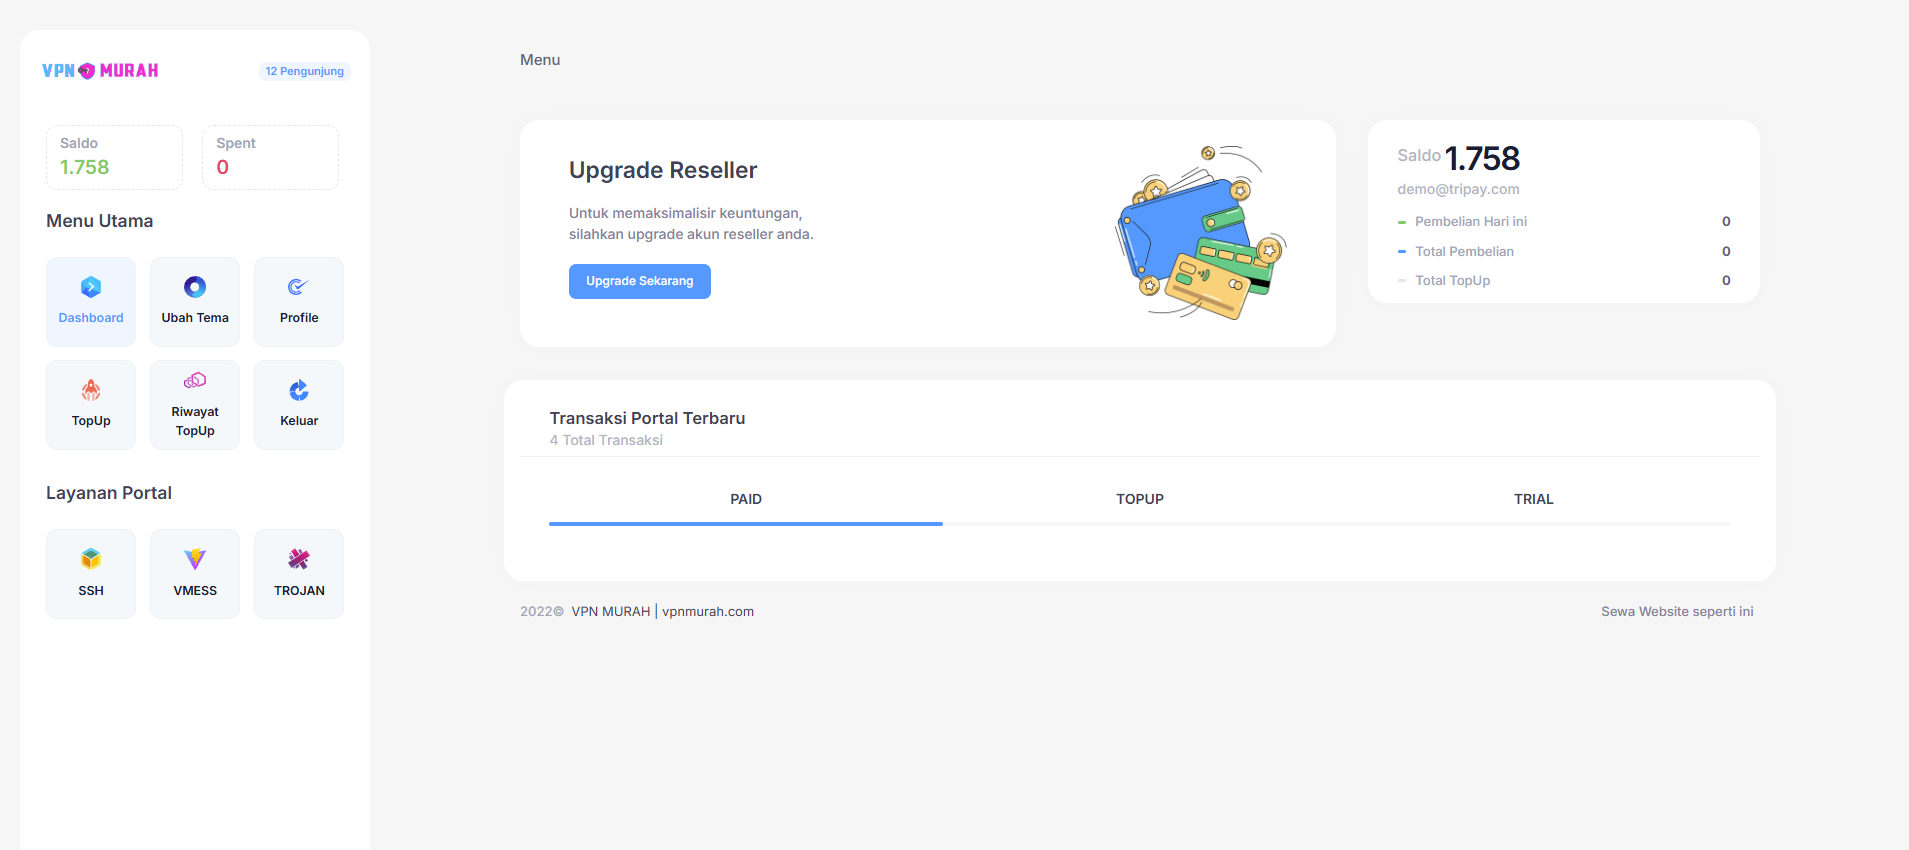 VPN MURAH
12 Pengunjung
Saldo
1.758
Spent
0
Menu Utama
Dashboard
Ubah Tema
Profile
TopUp
Riwayat
TopUp
Keluar
Layanan Portal
SSH
VMESS
TROJAN
Menu
Upgrade Reseller
Untuk memaksimalisir keuntungan,
silahkan upgrade akun reseller anda.
Upgrade Sekarang
Saldo 1.758
demo@tripay.com
Pembelian Hari ini 0
Total Pembelian 0
Total TopUp 0
Transaksi Portal Terbaru
4 Total Transaksi
PAID TOPUP TRIAL
2022© VPN MURAH | vpnmurah.com
Sewa Website seperti ini